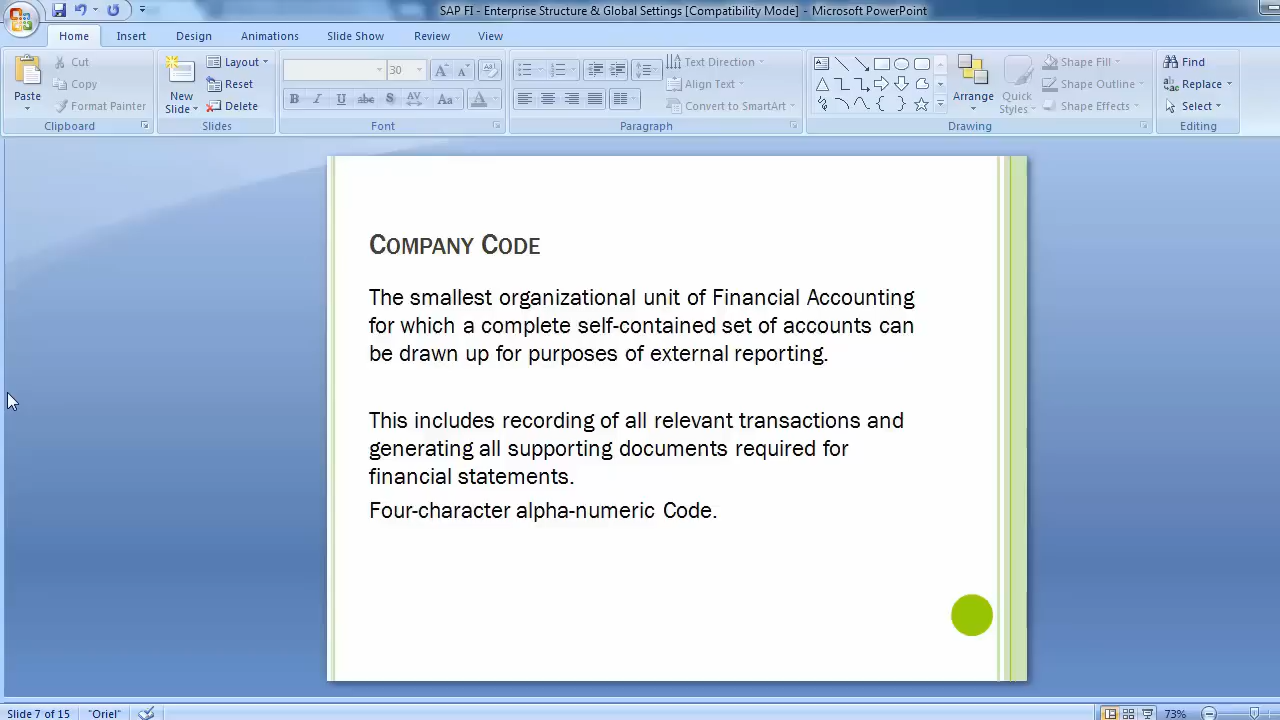 SAP FI - Enterprise Structure & Global Settings [Compatibility Mode] - Microsoft PowerPoint
Home Insert Design Animations Slide Show Review View
Paste Cut Copy Format Painter
Clipboard
New Slide Layout Reset Delete
Slides
30
B I U abc S AV Aa A
Font
Text Direction Align Text Convert to SmartArt
Paragraph
Arrange Quick Styles Shape Fill Shape Outline Shape Effects
Drawing
Find Replace Select
Editing
COMPANY CODE
The smallest organizational unit of Financial Accounting
for which a complete self-contained set of accounts can
be drawn up for purposes of external reporting.
This includes recording of all relevant transactions and
generating all supporting documents required for
financial statements.
Four-character alpha-numeric Code.
Slide 7 of 15 "Oriel" 73%